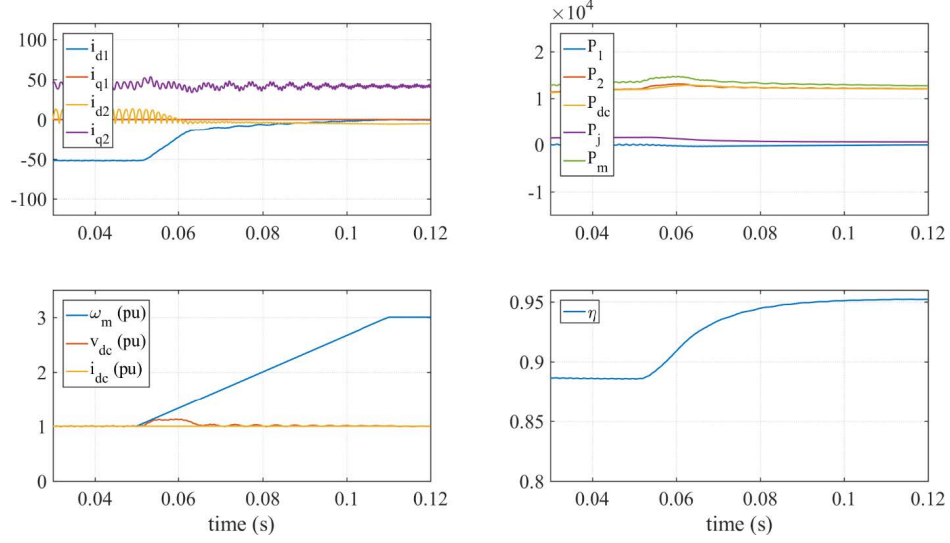 100
50
0
-50
-100
i_d1
i_q1
i_d2
i_q2
0.04 0.06 0.08 0.1 0.12
×10^4
2
1
0
-1
P_1
P_2
P_dc
P_j
P_m
0.04 0.06 0.08 0.1 0.12
3
2
1
0
ω_m (pu)
v_dc (pu)
i_dc (pu)
0.04 0.06 0.08 0.1 0.12
time (s)
0.95
0.9
0.85
0.8
η
0.04 0.06 0.08 0.1 0.12
time (s)